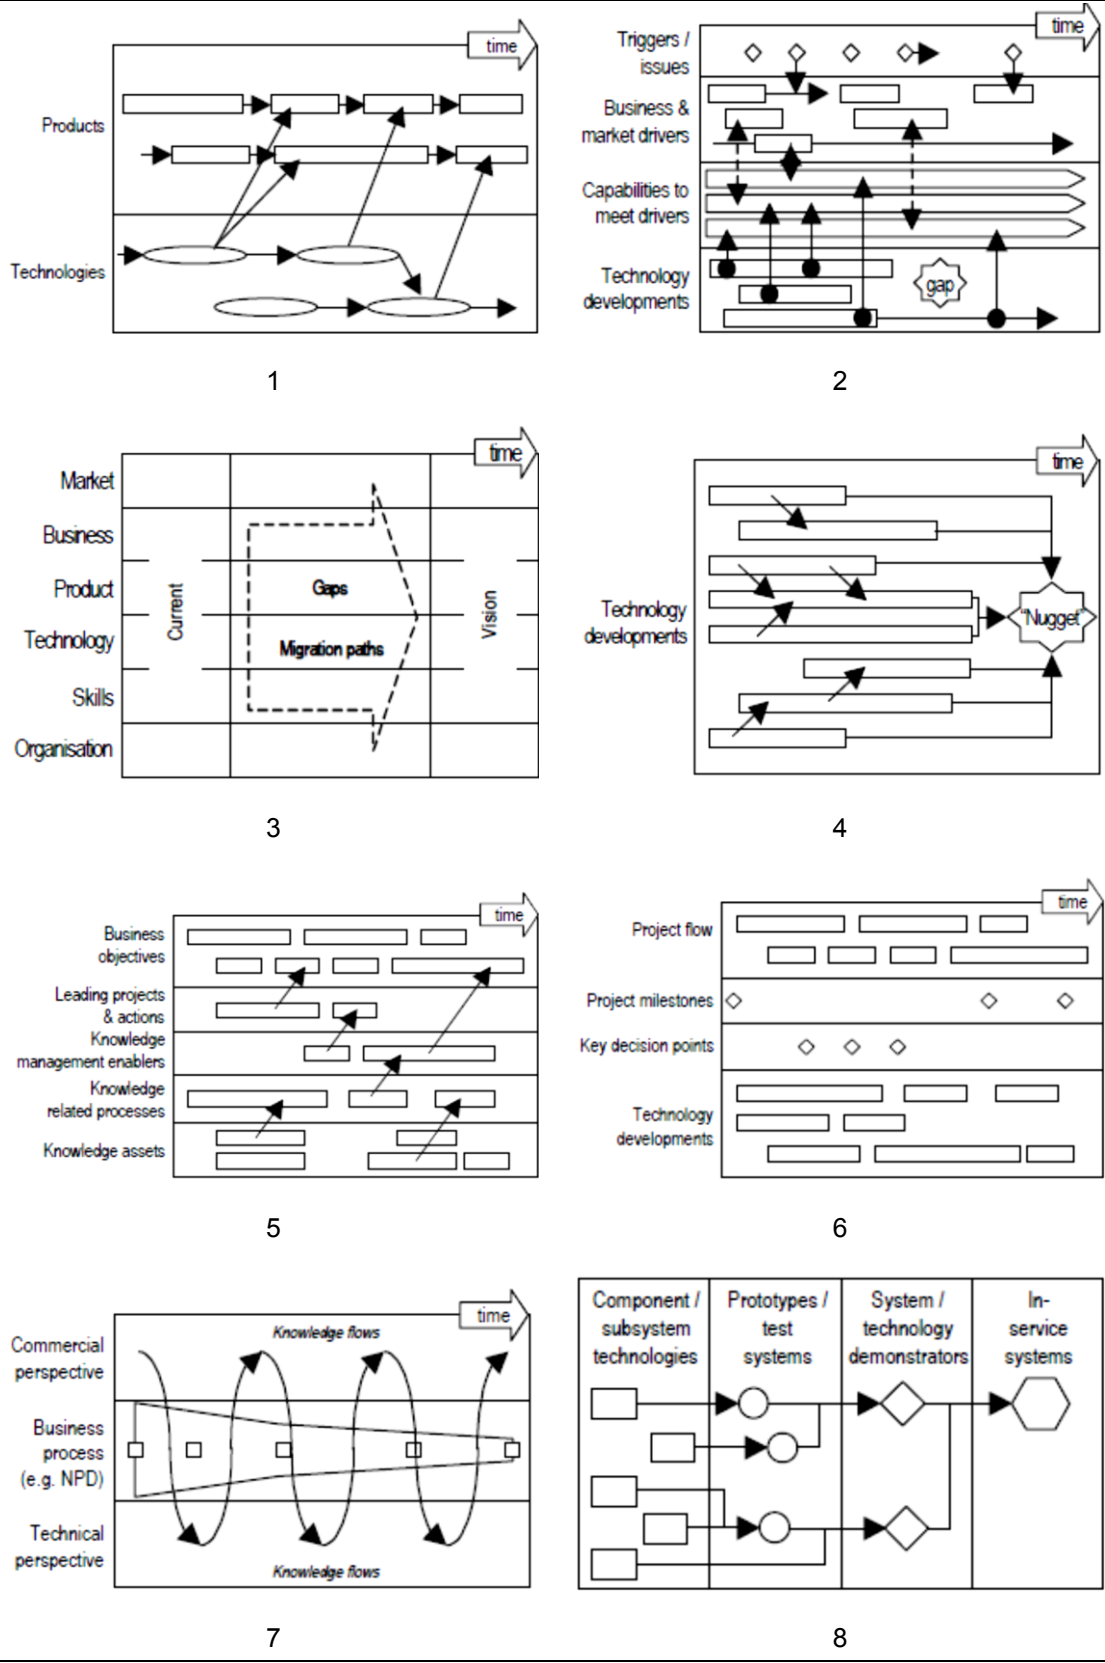 time
Products
Technologies
1
time
Triggers /
issues
Business &
market drivers
Capabilities to
meet drivers
Technology
developments
gap
2
time
Market
Business
Product
Technology
Skills
Organisation
Current
Gaps
Migration paths
Vision
3
time
Technology
developments
"Nugget"
4
time
Business
objectives
Leading projects
& actions
Knowledge
management enablers
Knowledge
related processes
Knowledge assets
5
time
Project flow
Project milestones
Key decision points
Technology
developments
6
time
Knowledge flows
Commercial
perspective
Business
process
(e.g. NPD)
Technical
perspective
Knowledge flows
7
Component /
subsystem
technologies
Prototypes /
test
systems
System /
technology
demonstrators
In-
service
systems
8